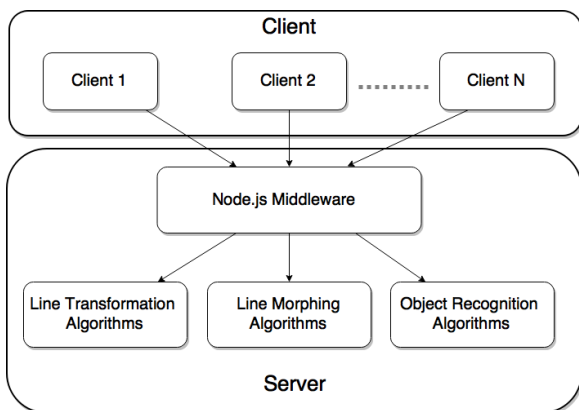 Client
Client 1
Client 2
Client N
Node.js Middleware
Line Transformation
Algorithms
Line Morphing
Algorithms
Object Recognition
Algorithms
Server